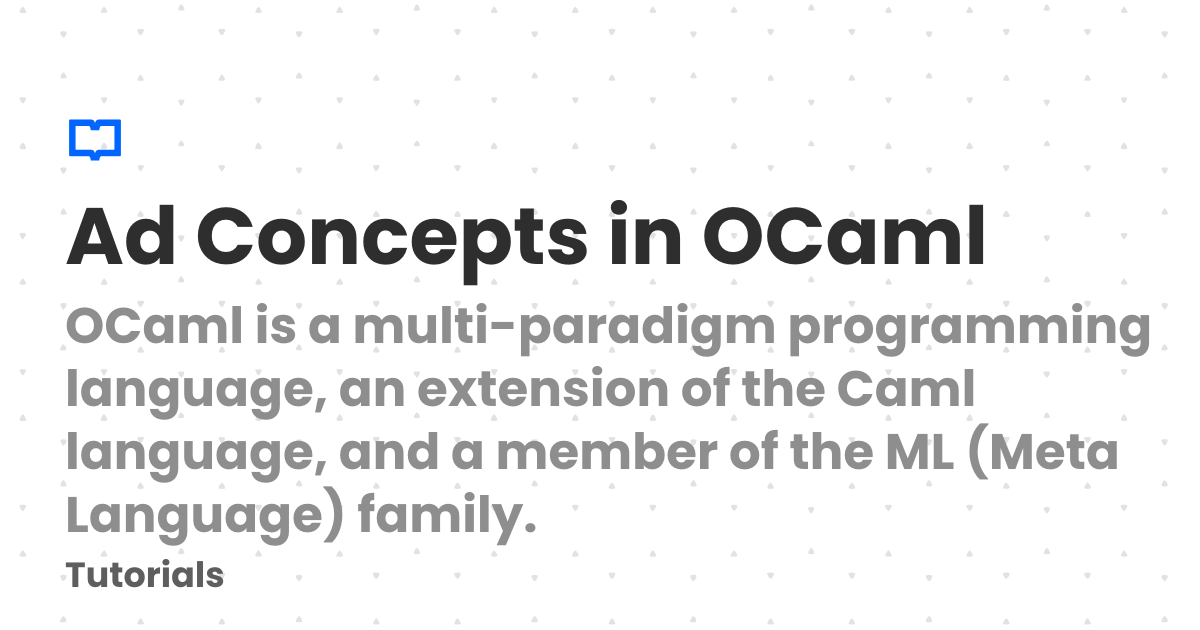 Ad Concepts in OCaml
OCaml is a multi-paradigm programming
language, an extension of the Caml
language, and a member of the ML (Meta
Language) family.
Tutorials